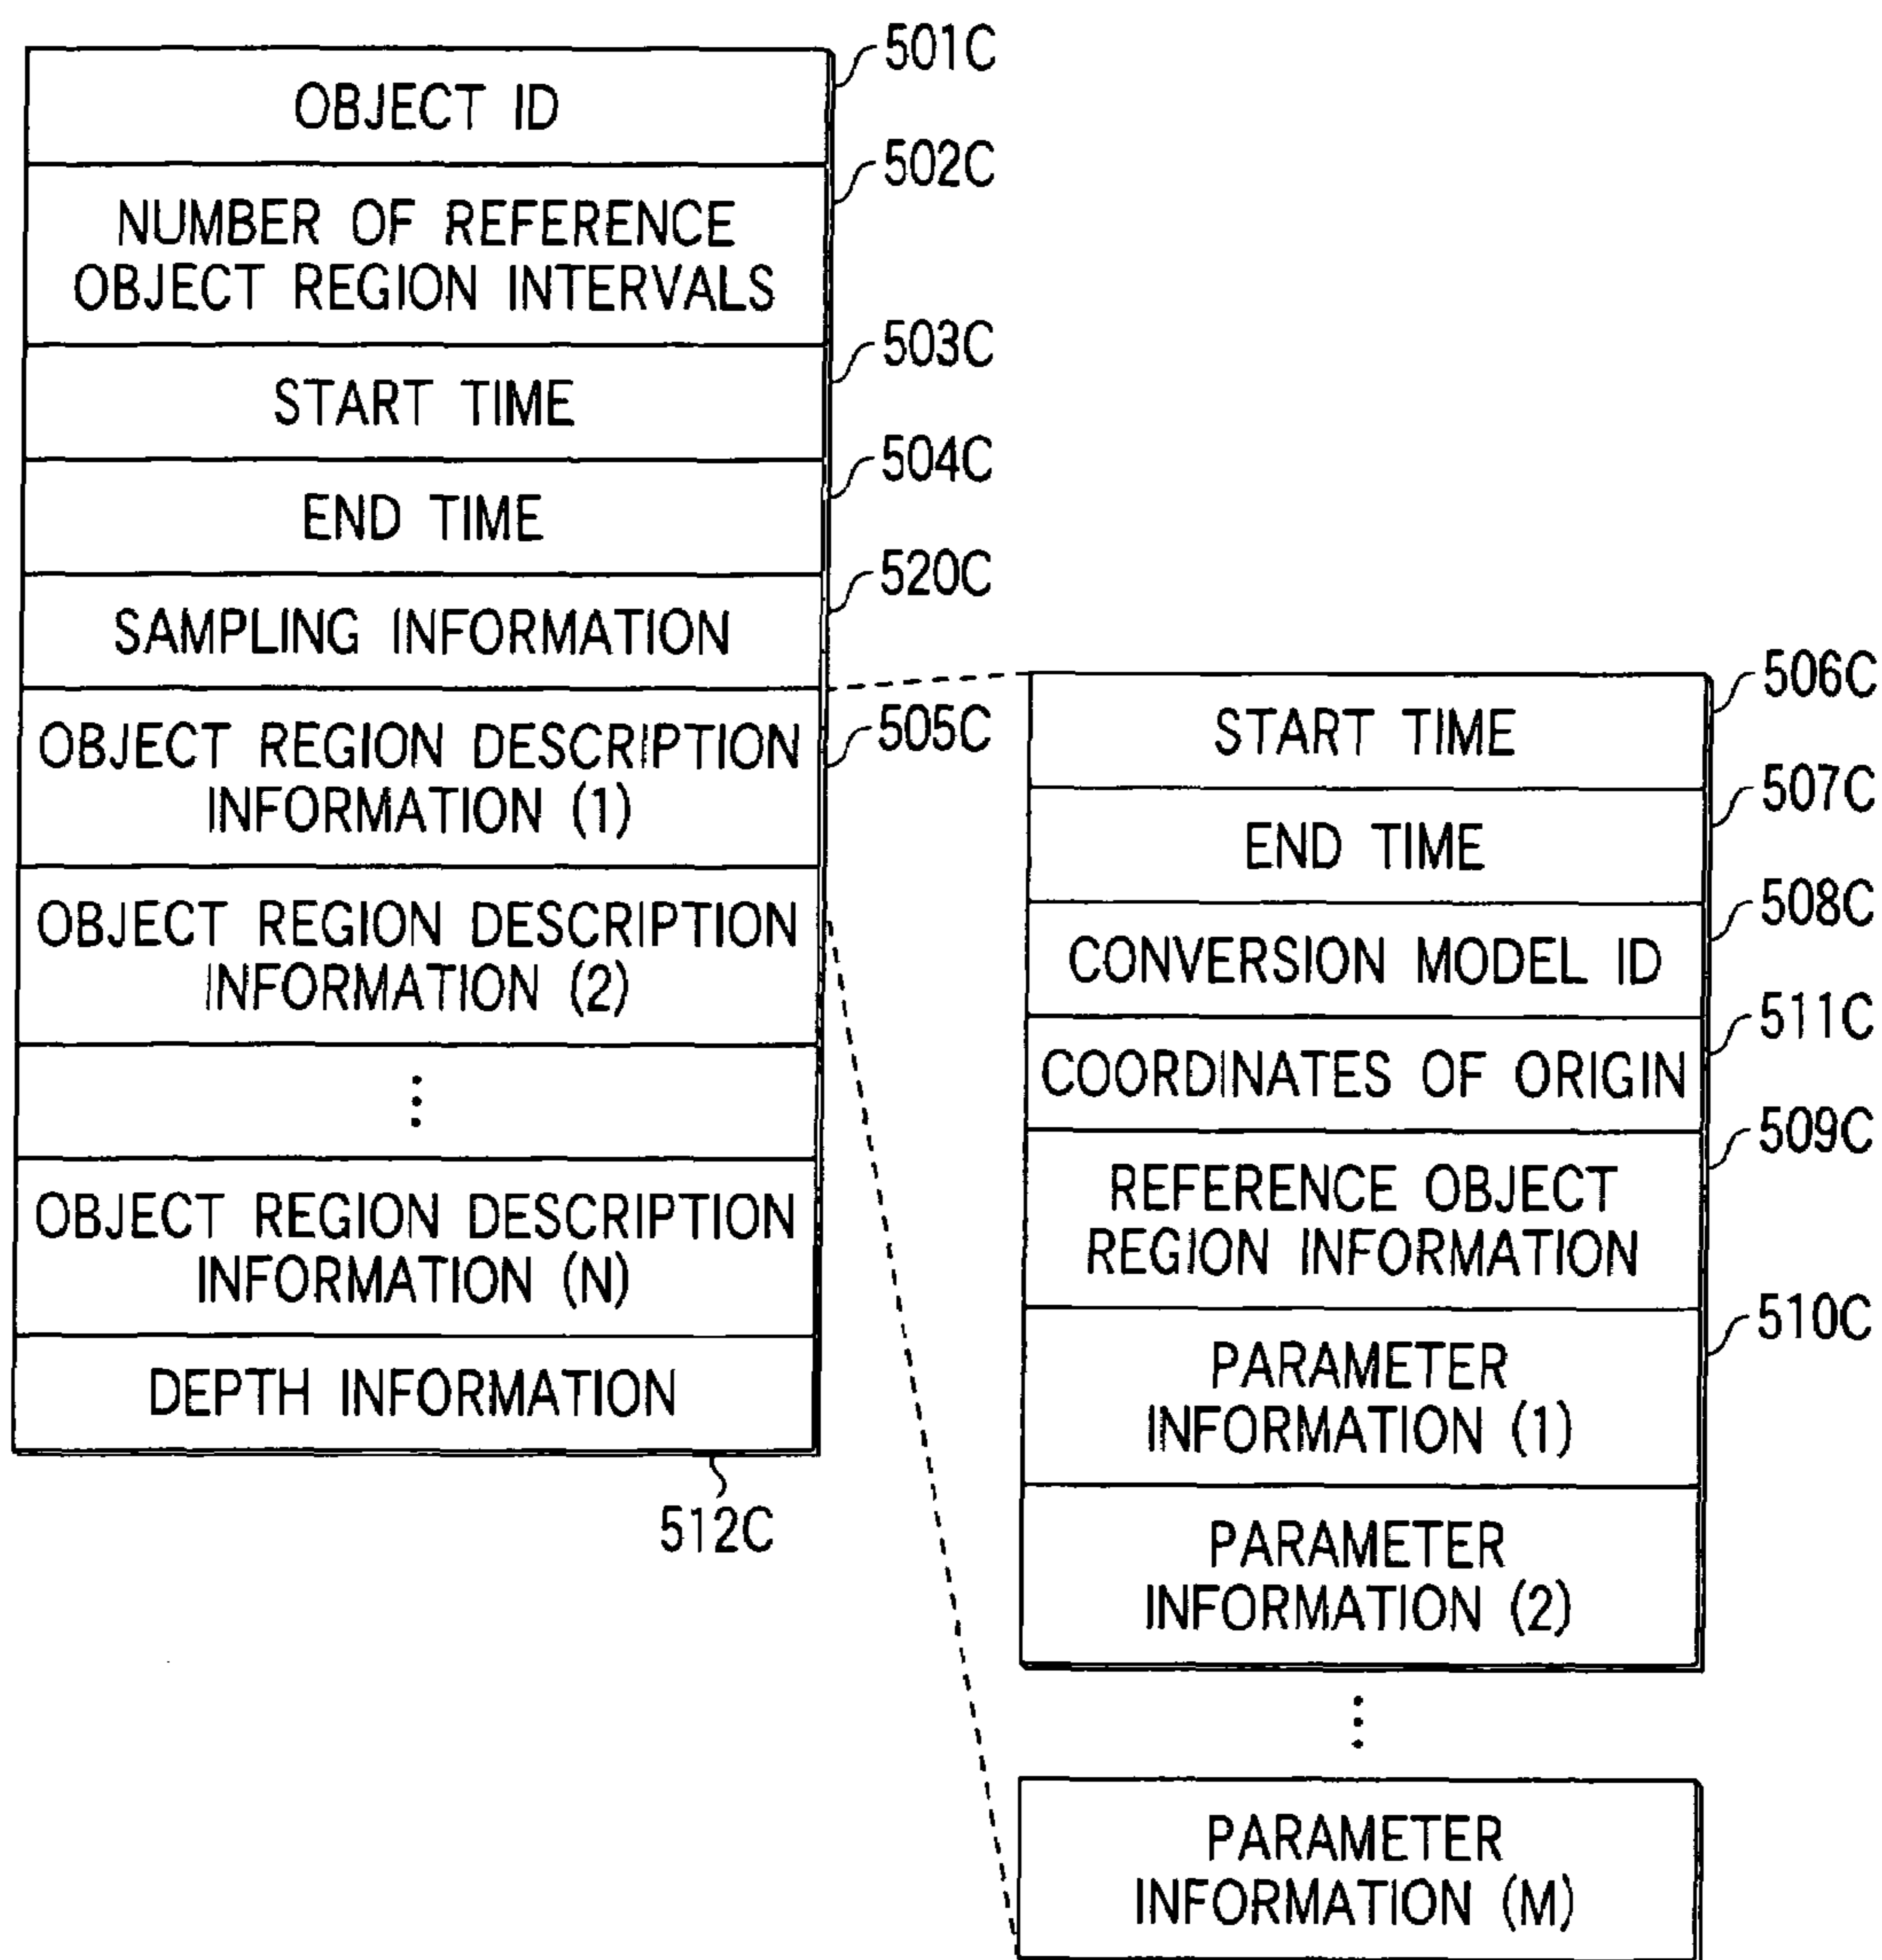 501C
OBJECT ID
502C
NUMBER OF REFERENCE
OBJECT REGION INTERVALS
503C
START TIME
504C
END TIME
520C
SAMPLING INFORMATION
505C
OBJECT REGION DESCRIPTION
INFORMATION (1)
OBJECT REGION DESCRIPTION
INFORMATION (2)
OBJECT REGION DESCRIPTION
INFORMATION (N)
DEPTH INFORMATION
512C
506C
START TIME
507C
END TIME
508C
CONVERSION MODEL ID
511C
COORDINATES OF ORIGIN
509C
REFERENCE OBJECT
REGION INFORMATION
510C
PARAMETER
INFORMATION (1)
PARAMETER
INFORMATION (2)
PARAMETER
INFORMATION (M)